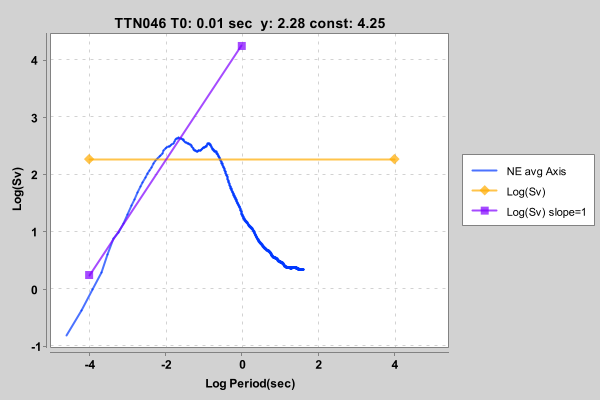 TTN046 T0: 0.01 sec y: 2.28 const: 4.25
Log(Sv)
4
3
2
1
0
-1
-4
-2
0
2
4
Log Period(sec)
NE avg Axis
Log(Sv)
Log(Sv) slope=1